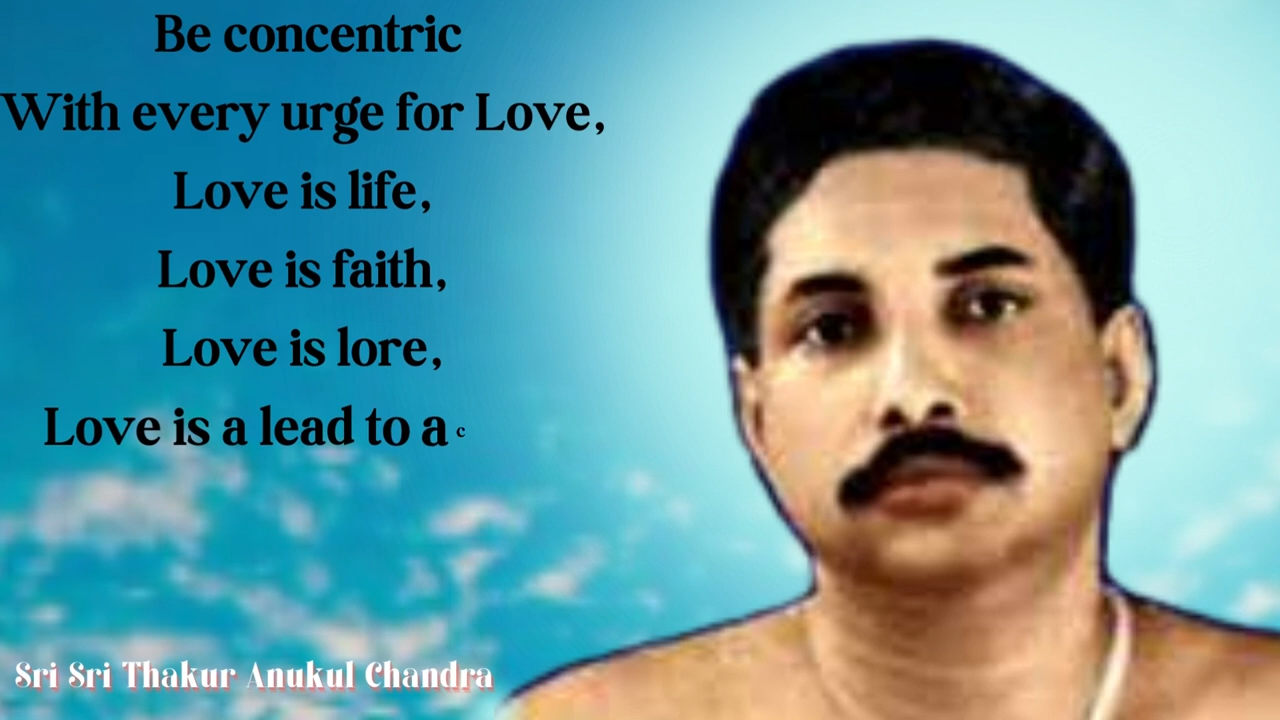 Be concentric
With every urge for Love,
Love is life,
Love is faith,
Love is lore,
Love is a lead to a c
Sri Sri Thakur Anukul Chandra